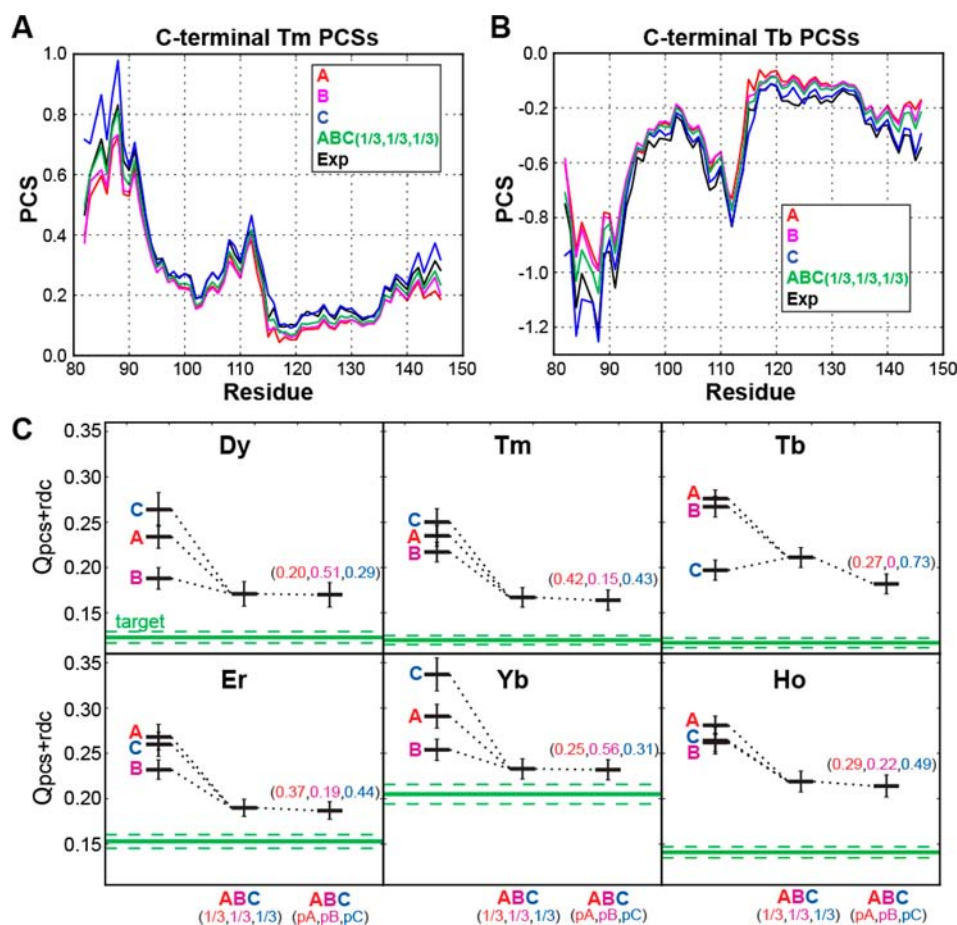 A
C-terminal Tm PCSs
PCS
1.0
0.8
0.6
0.4
0.2
0.0
A
B
C
ABC(1/3,1/3,1/3)
Exp
80 90 100 110 120 130 140 150
Residue
B
C-terminal Tb PCSs
PCS
-0.0
-0.2
-0.6
-0.8
-1.0
-1.2
A
B
C
ABC(1/3,1/3,1/3)
Exp
80 90 100 110 120 130 140 150
Residue
C
Qpcs+rdc
0.35
0.30
0.25
0.20
0.15
Dy
C
A
B
(0.20,0.51,0.29)
target
Tm
C
A
B
(0.42,0.15,0.43)
Tb
A
B
C
(0.27,0,0.73)
Qpcs+rdc
0.35
0.30
0.25
0.20
0.15
Er
A
C
B
(0.37,0.19,0.44)
Yb
C
A
B
(0.25,0.56,0.31)
Ho
A
C
B
(0.29,0.22,0.49)
ABC ABC
(1/3,1/3,1/3) (pA,pB,pC)
ABC ABC
(1/3,1/3,1/3) (pA,pB,pC)
ABC ABC
(1/3,1/3,1/3) (pA,pB,pC)